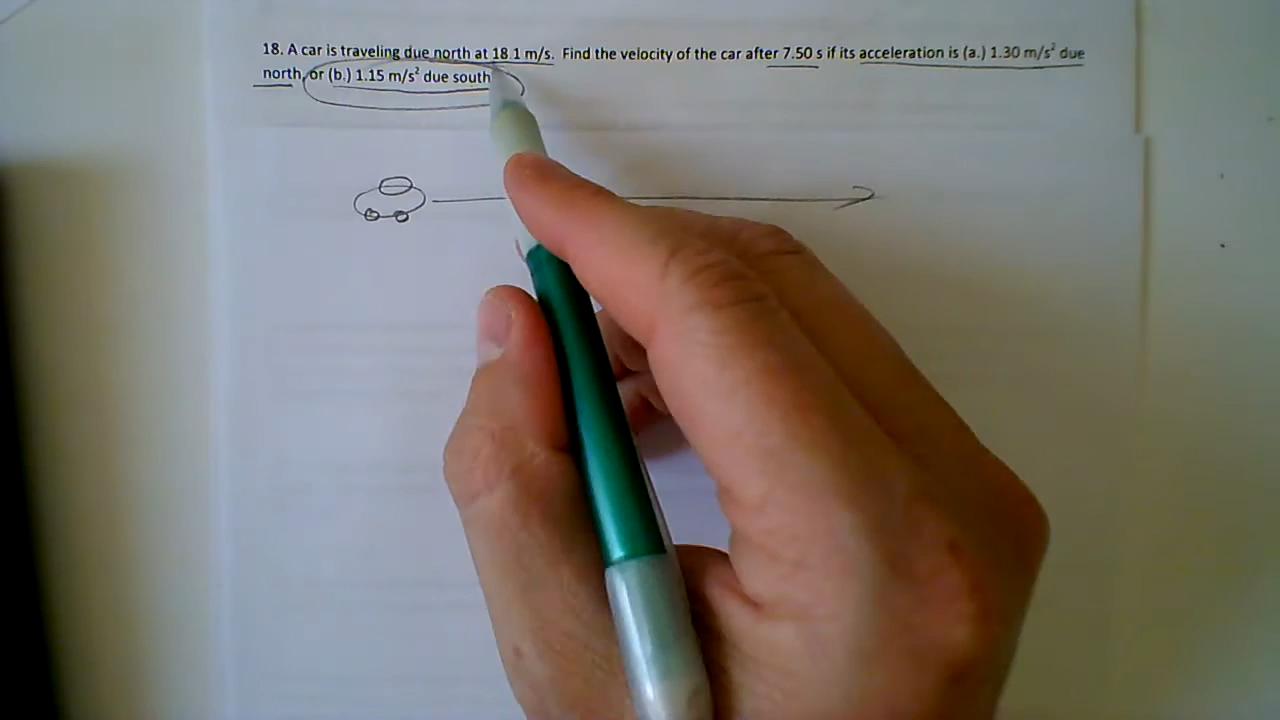 18. A car is traveling due north at 18 1 m/s. Find the velocity of the car after 7.50 s if its acceleration is (a.) 1.30 m/s² due
north, or (b.) 1.15 m/s² due south